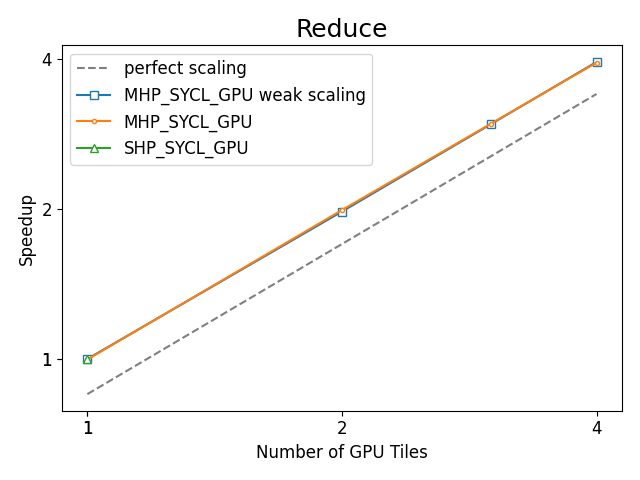 Reduce
perfect scaling
MHP_SYCL_GPU weak scaling
MHP_SYCL_GPU
SHP_SYCL_GPU
4
2
1
Speedup
1
2
4
Number of GPU Tiles